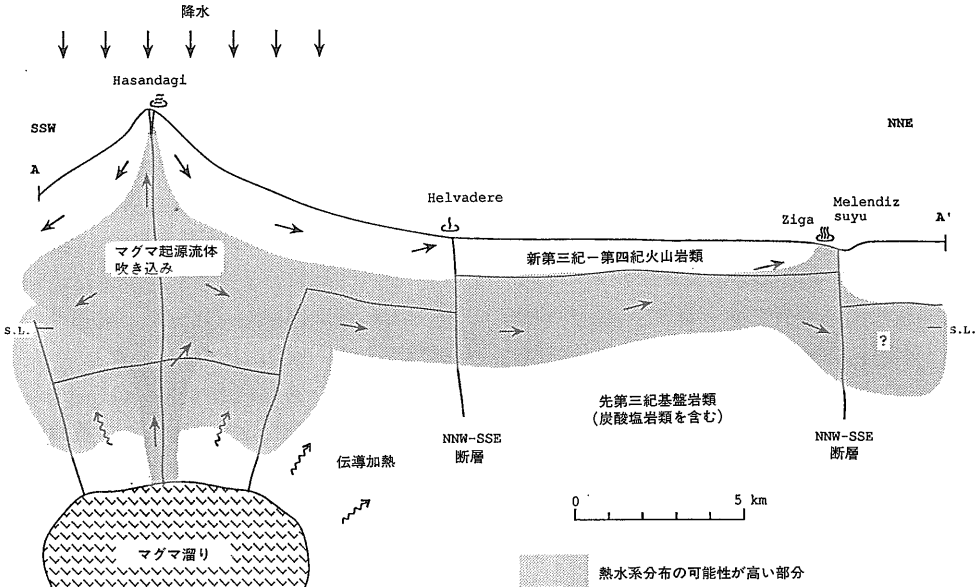 降水
Hasandagi
SSW
NNE
A
Helvadere
Ziga
Melendiz
suyu
A'
マグマ起源流体
吹き込み
新第三紀－第四紀火山岩類
S.L.
S.L.
?
先第三紀基盤岩類
(炭酸塩岩類を含む)
NNW-SSE
断層
NNW-SSE
断層
伝導加熱
0
5 km
マグマ溜り
熱水系分布の可能性が高い部分